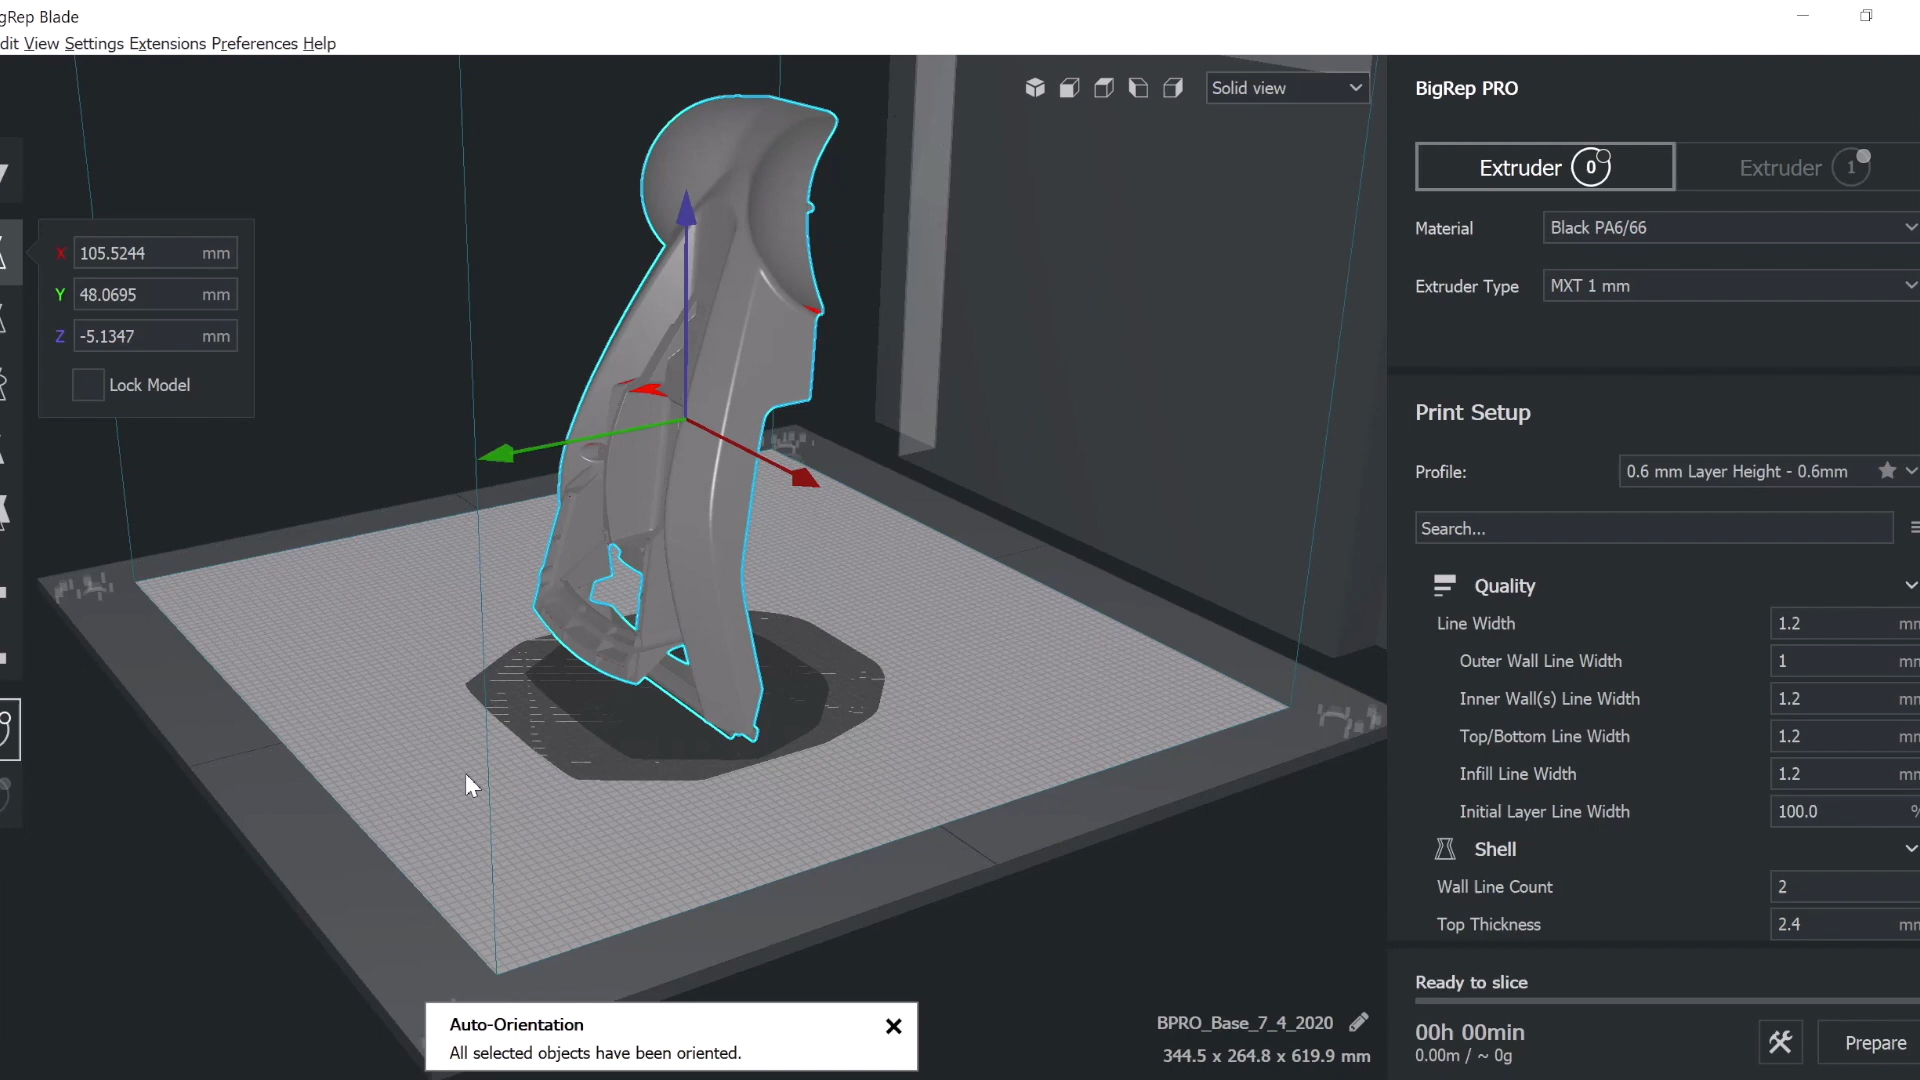 gRep Blade
dit View Settings Extensions Preferences Help
Solid view
X 105.5244 mm
Y 48.0695 mm
Z -5.1347 mm
Lock Model
BigRep PRO
Extruder 0 Extruder 1
Material Black PA6/66
Extruder Type MXT 1 mm
Print Setup
Profile: 0.6 mm Layer Height - 0.6mm
Search...
Quality
Line Width 1.2 mm
Outer Wall Line Width 1 mm
Inner Wall(s) Line Width 1.2 mm
Top/Bottom Line Width 1.2 mm
Infill Line Width 1.2 mm
Initial Layer Line Width 100.0 %
Shell
Wall Line Count 2
Top Thickness 2.4 mm
Ready to slice
00h 00min
0.00m / ~ 0g
Prepare
BPRO_Base_7_4_2020
344.5 x 264.8 x 619.9 mm
Auto-Orientation
All selected objects have been oriented.